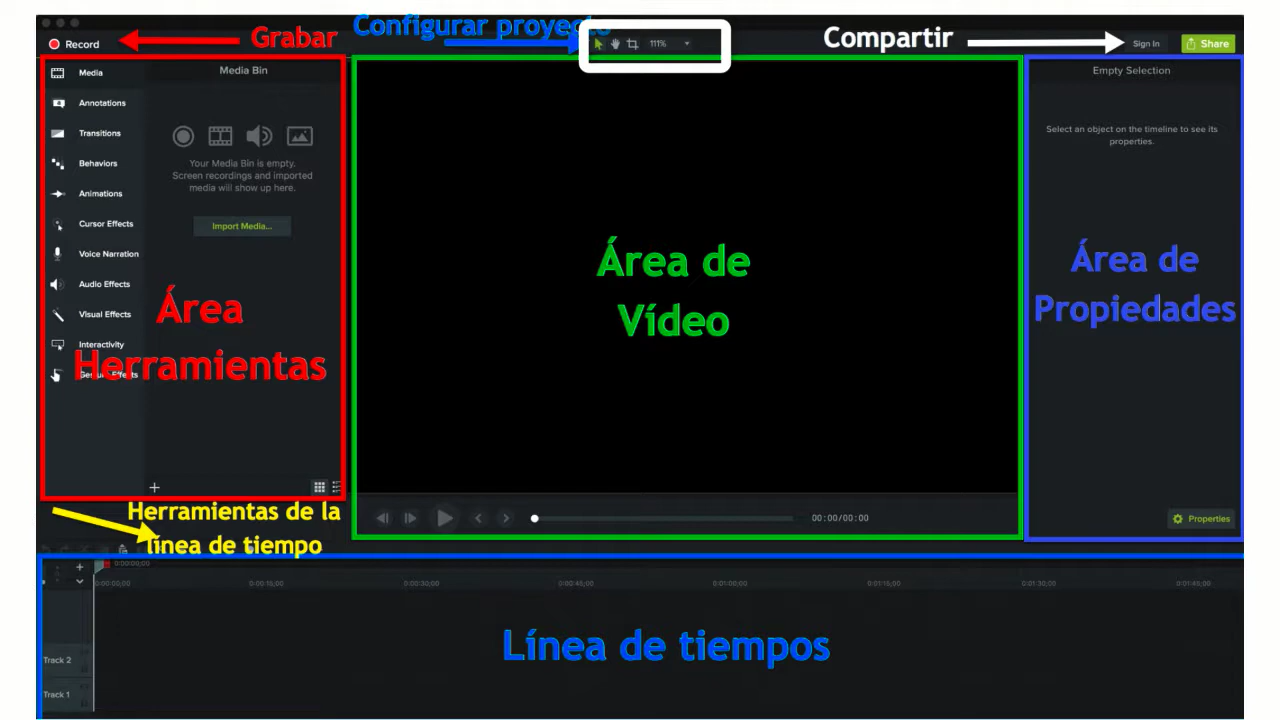 Configurar proyecto
Record
Grabar
111%
Compartir
Sign In
Share
Media
Annotations
Transitions
Behaviors
Animations
Cursor Effects
Voice Narration
Audio Effects
Visual Effects
Interactivity
Media Bin
Your Media Bin is empty.
Screen recordings and imported
media will show up here.
Import Media...
Área
Herramientas
Área de
Vídeo
00:00/00:00
Empty Selection
Select an object on the timeline to see its
properties.
Área de
Propiedades
Properties
Herramientas de la
línea de tiempo
0:00:00;00
0:00:00;00
0:00:15;00
0:00:30;00
0:00:45;00
0:01:00;00
0:01:15;00
0:01:30;00
0:01:45;00
Línea de tiempos
Track 2
Track 1